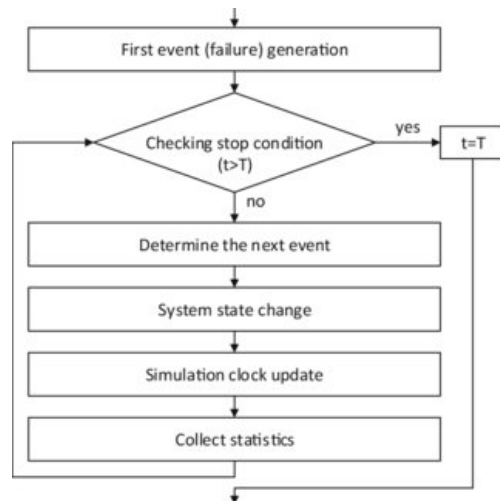 First event (failure) generation
Checking stop condition
(t>T)
yes
t=T
no
Determine the next event
System state change
Simulation clock update
Collect statistics